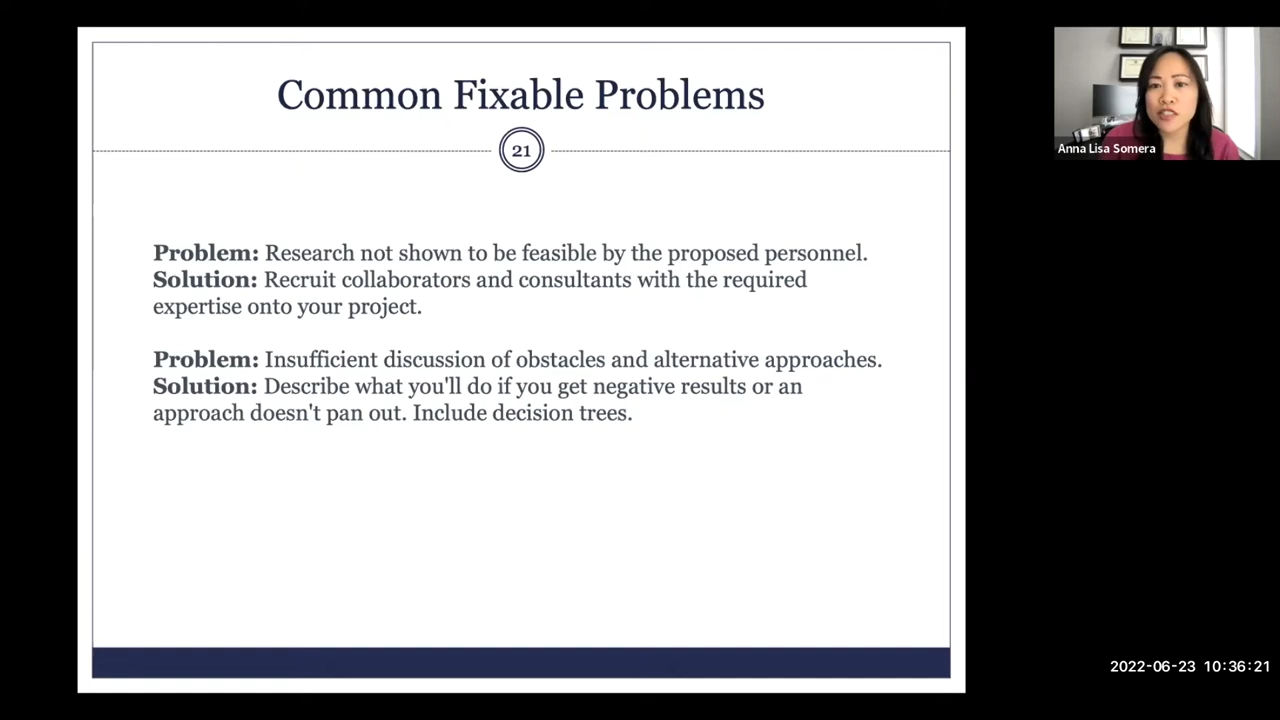 Common Fixable Problems
21
Problem: Research not shown to be feasible by the proposed personnel.
Solution: Recruit collaborators and consultants with the required
expertise onto your project.
Problem: Insufficient discussion of obstacles and alternative approaches.
Solution: Describe what you'll do if you get negative results or an
approach doesn't pan out. Include decision trees.
Anna Lisa Somera
2022-06-23 10:36:21